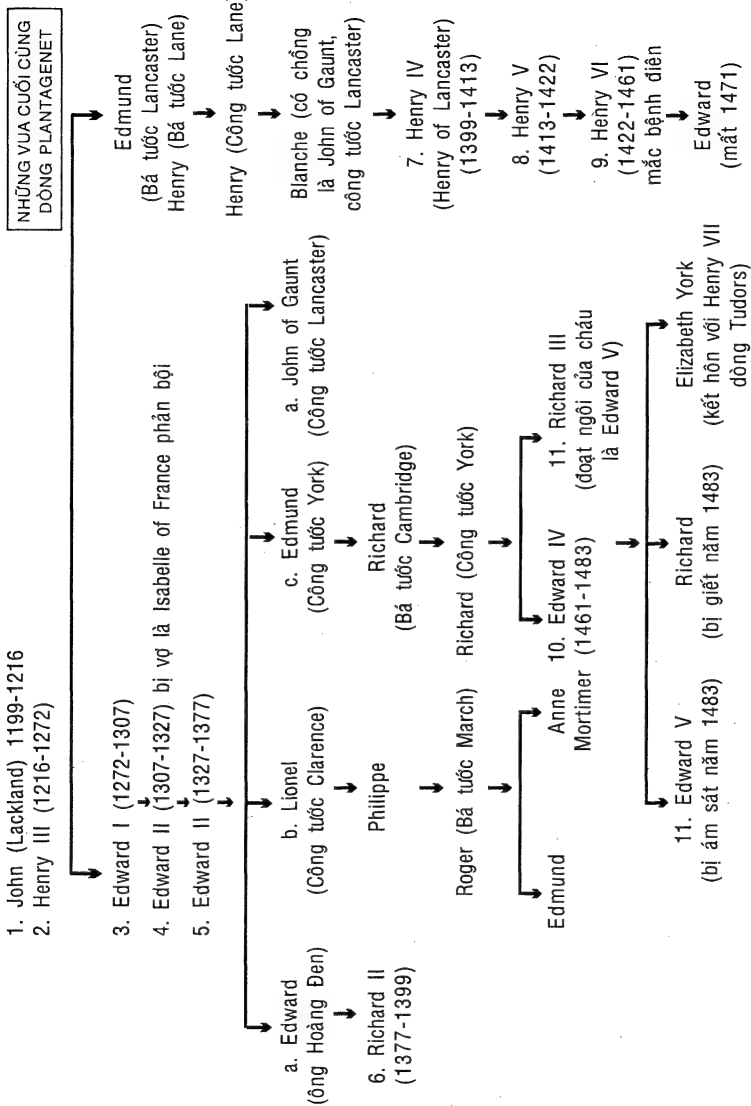 NHỮNG VUA CUỐI CÙNG
DÒNG PLANTAGENET
1. John (Lackland) 1199-1216
2. Henry III (1216-1272)
3. Edward I (1272-1307)
4. Edward II (1307-1327) bị vợ là Isabelle of France phản bội
5. Edward II (1327-1377)
Edmund
(Bá tước Lancaster)
Henry (Bá tước Lane)
Henry (Công tước Lane)
Blanche (có chồng
là John of Gaunt,
công tước Lancaster)
7. Henry IV
(Henry of Lancaster)
(1399-1413)
8. Henry V
(1413-1422)
9. Henry VI
(1422-1461)
mắc bệnh điên
Edward
(mất 1471)
a. Edward
(ông Hoàng Đen)
6. Richard II
(1377-1399)
b. Lionel
(Công tước Clarence)
Philippe
Roger (Bá tước March)
Edmund
Anne
Mortimer
c. Edmund
(Công tước York)
Richard
(Bá tước Cambridge)
Richard (Công tước York)
10. Edward IV
(1461-1483)
11. Richard III
(đoạt ngôi của cháu
là Edward V)
a. John of Gaunt
(Công tước Lancaster)
11. Edward V
(bị ám sát năm 1483)
Richard
(bị giết năm 1483)
Elizabeth York
(kết hôn với Henry VII
dòng Tudors)